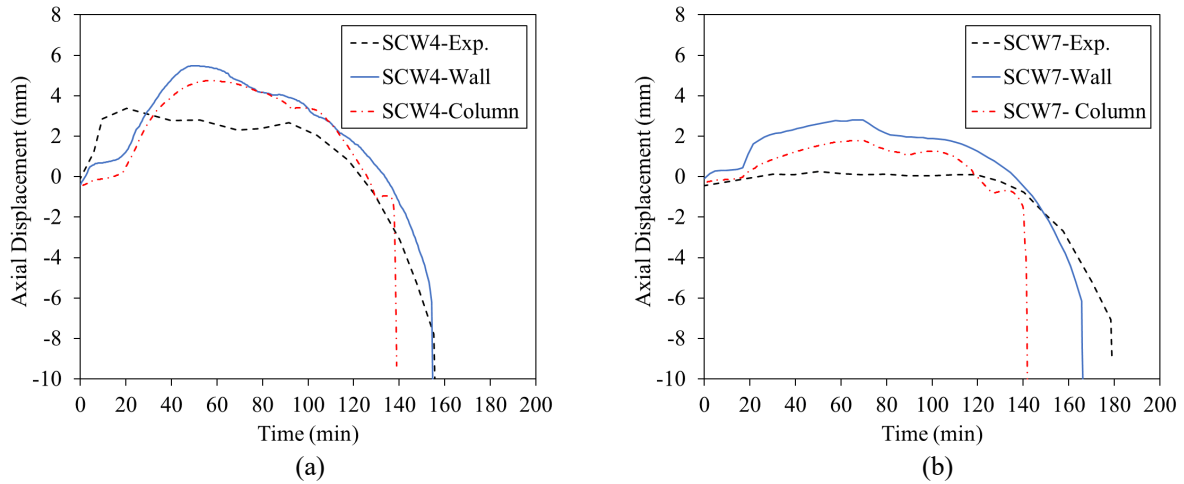 8
6
4
2
0
-2
-4
-6
-8
-10
Axial Displacement (mm)
SCW4-Exp.
SCW4-Wall
SCW4-Column
0 20 40 60 80 100 120 140 160 180 200
Time (min)
(a)
8
6
4
2
0
-2
-4
-6
-8
-10
Axial Displacement (mm)
SCW7-Exp.
SCW7-Wall
SCW7- Column
0 20 40 60 80 100 120 140 160 180 200
Time (min)
(b)